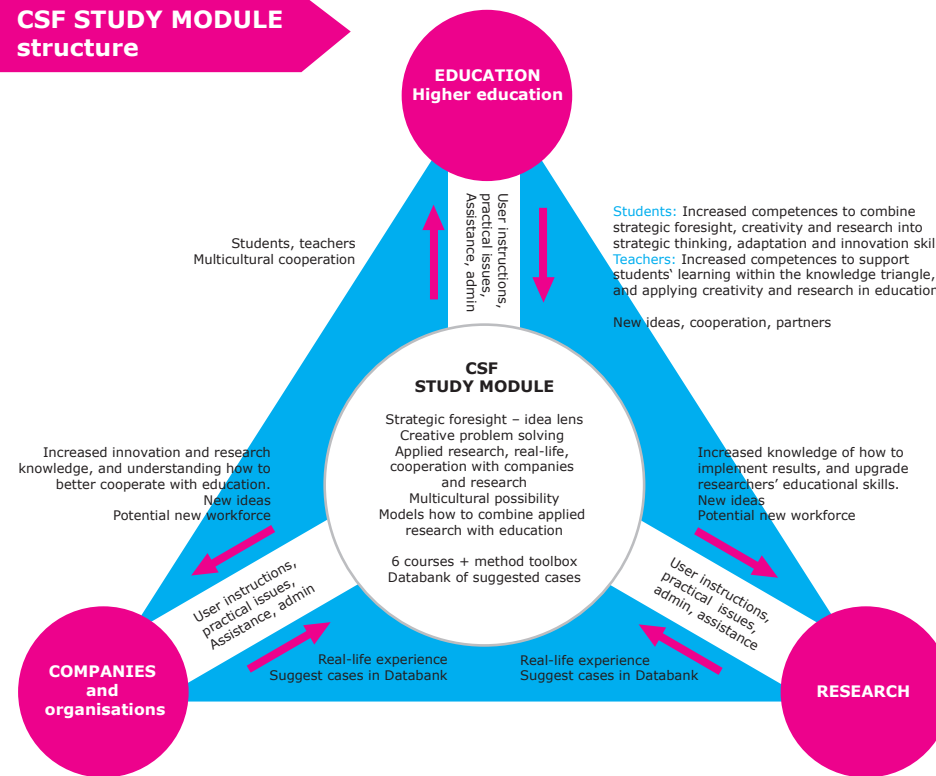 CSF STUDY MODULE
structure
EDUCATION
Higher education
User instructions,
practical issues,
Assistance, admin
Students, teachers
Multicultural cooperation
Students: Increased competences to combine
strategic foresight, creativity and research into
strategic thinking, adaptation and innovation skil
Teachers: Increased competences to support
students‘ learning within the knowledge triangle,
and applying creativity and research in education
New ideas, cooperation, partners
CSF
STUDY MODULE
Strategic foresight – idea lens
Creative problem solving
Applied research, real-life,
cooperation with companies
and research
Multicultural possibility
Models how to combine applied
research with education
6 courses + method toolbox
Databank of suggested cases
Increased innovation and research
knowledge, and understanding how to
better cooperate with education.
New ideas
Potential new workforce
Increased knowledge of how to
implement results, and upgrade
researchers’ educational skills.
New ideas
Potential new workforce
User instructions,
practical issues,
Assistance, admin
User instructions,
practical issues,
admin, assistance
Real-life experience
Suggest cases in Databank
Real-life experience
Suggest cases in Databank
COMPANIES
and
organisations
RESEARCH